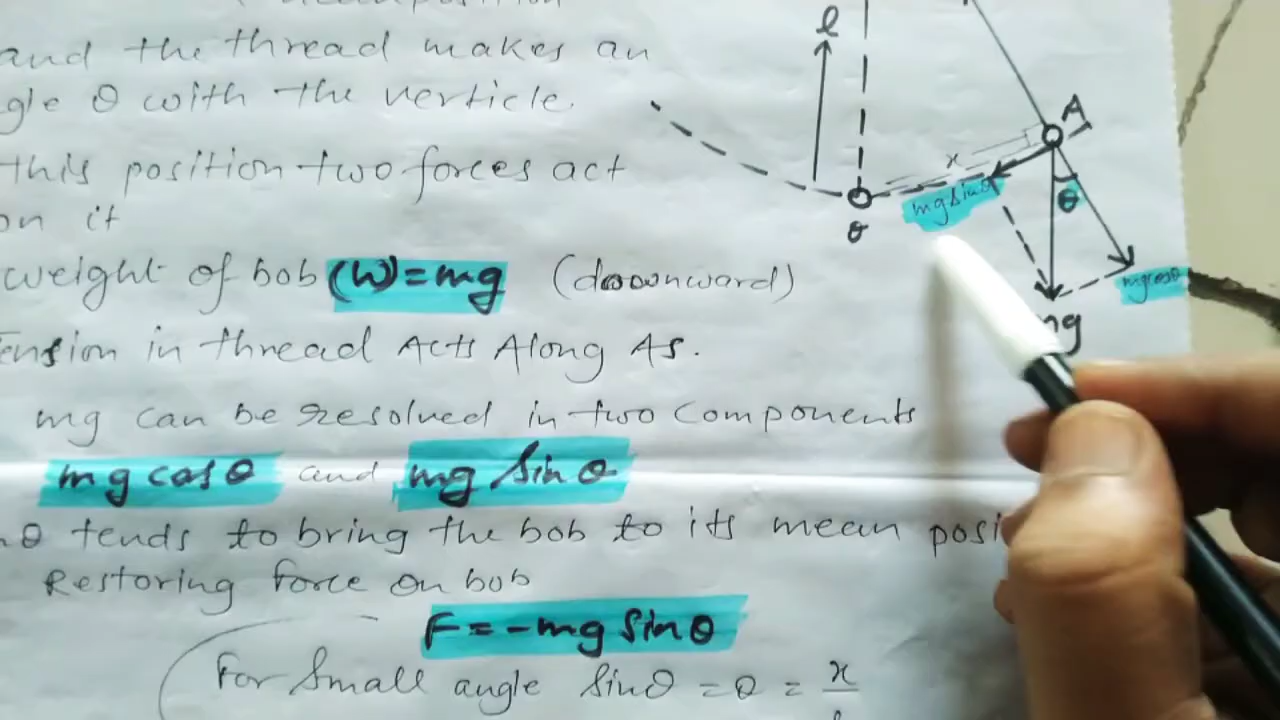 and the thread makes an
gle θ with the verticle.
this position two forces act
on it
weight of bob (W)=mg (downward)
ension in thread Acts Along As.
mg can be resolved in two components
mg cosθ and mg Sinθ
nθ tends to bring the bob to its mean posi
Restoring force on bob
F=-mg Sinθ
For Small angle Sinθ = θ = x
l
A
x
mg Sinθ
θ
θ
mg cosθ
mg